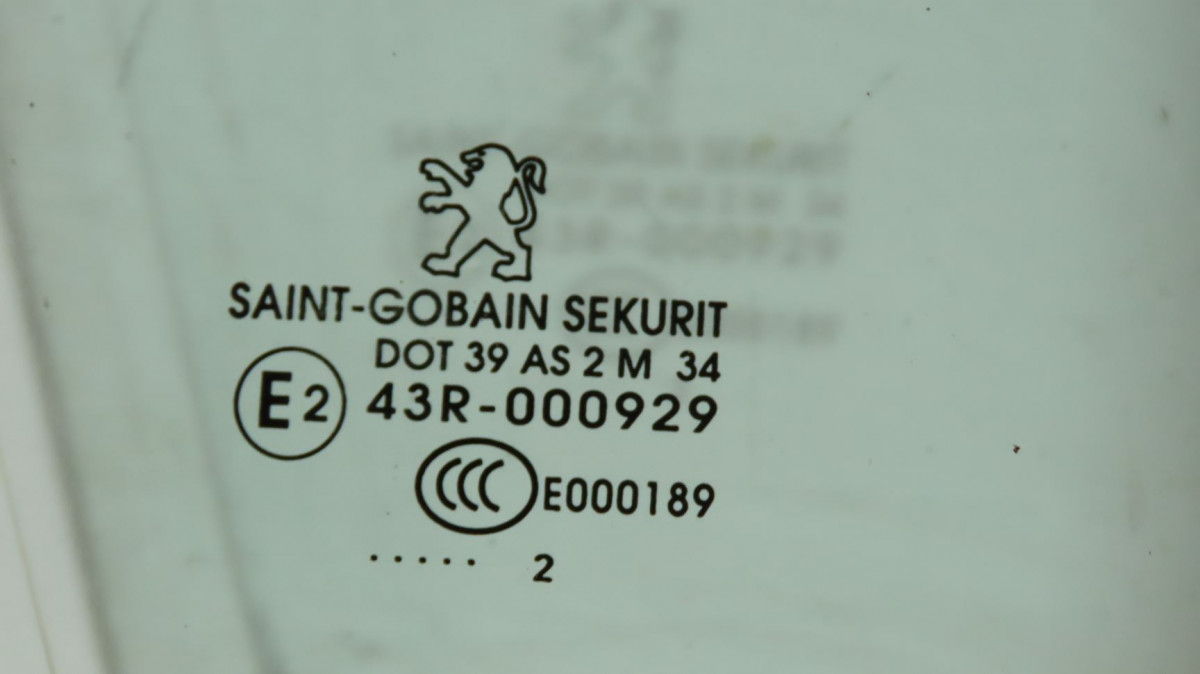 SAINT-GOBAIN SEKURIT
DOT 39 AS 2 M 34
E2 43R-000929
CCC E000189
..... 2